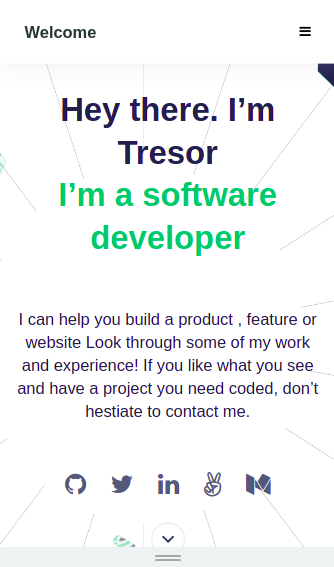 Welcome
Hey there. I’m
Tresor
I’m a software
developer
I can help you build a product , feature or
website Look through some of my work
and experience! If you like what you see
and have a project you need coded, don’t
hestiate to contact me.